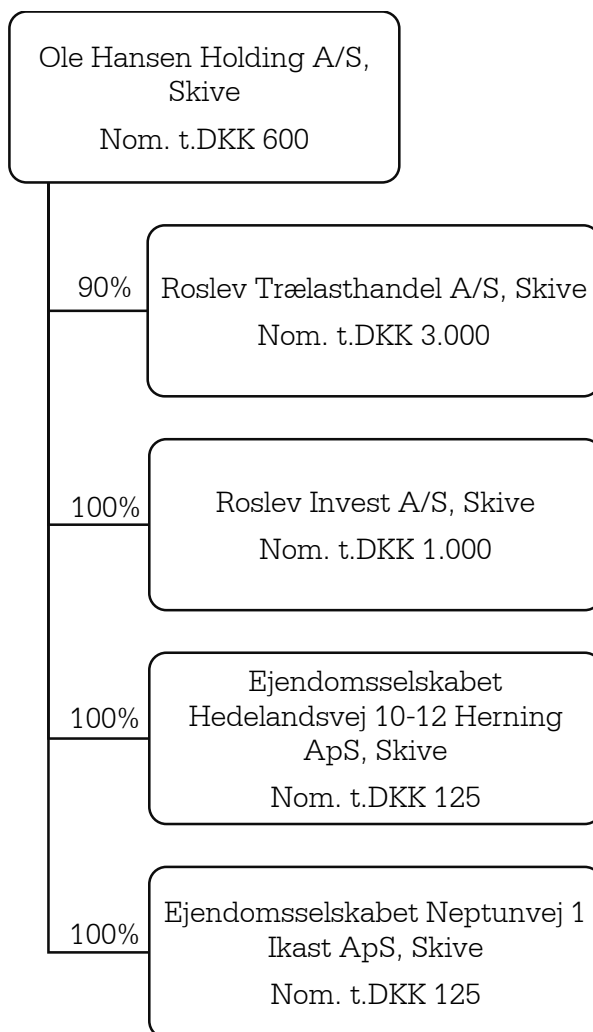 Ole Hansen Holding A/S,
Skive
Nom. t.DKK 600
90%
Roslev Trælasthandel A/S, Skive
Nom. t.DKK 3.000
100%
Roslev Invest A/S, Skive
Nom. t.DKK 1.000
100%
Ejendomsselskabet
Hedelandsvej 10-12 Herning
ApS, Skive
Nom. t.DKK 125
100%
Ejendomsselskabet Neptunvej 1
Ikast ApS, Skive
Nom. t.DKK 125